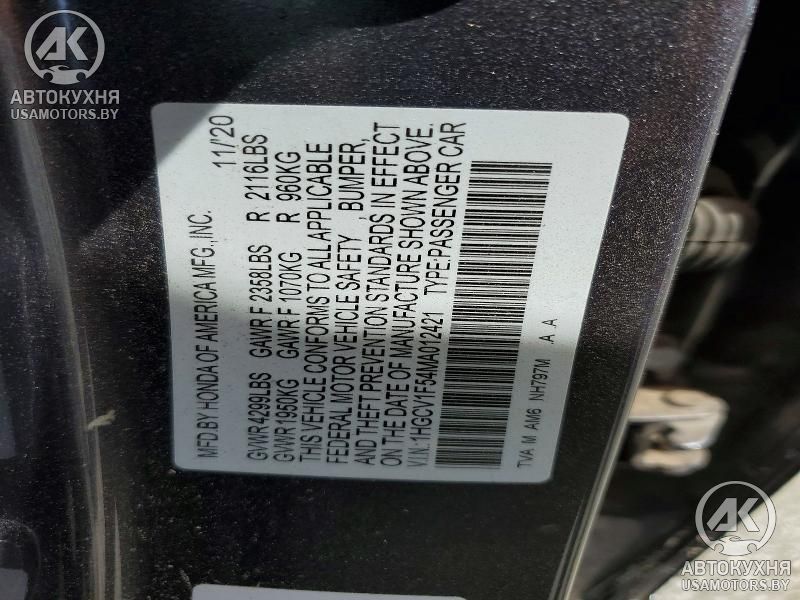 AK
АВТОКУХНЯ
USAMOTORS.BY
MFD.BY HONDA OF AMERICA MFG.,INC. 11/20
GVWR 4299LBS GAWR F 2358LBS R 2116LBS
GVWR 1950KG GAWR F 1070KG R 960KG
THIS VEHICLE CONFORMS TO ALL APPLICABLE
FEDERAL MOTOR VEHICLE SAFETY , BUMPER,
AND THEFT PREVENTION STANDARDS IN EFFECT
ON THE DATE OF MANUFACTURE SHOWN ABOVE.
V.I.N.:1HGCV1F54MA012421 TYPE:PASSENGER CAR
TVA M AM6 NH797M A A
AK
АВТОКУХНЯ
USAMOTORS.BY